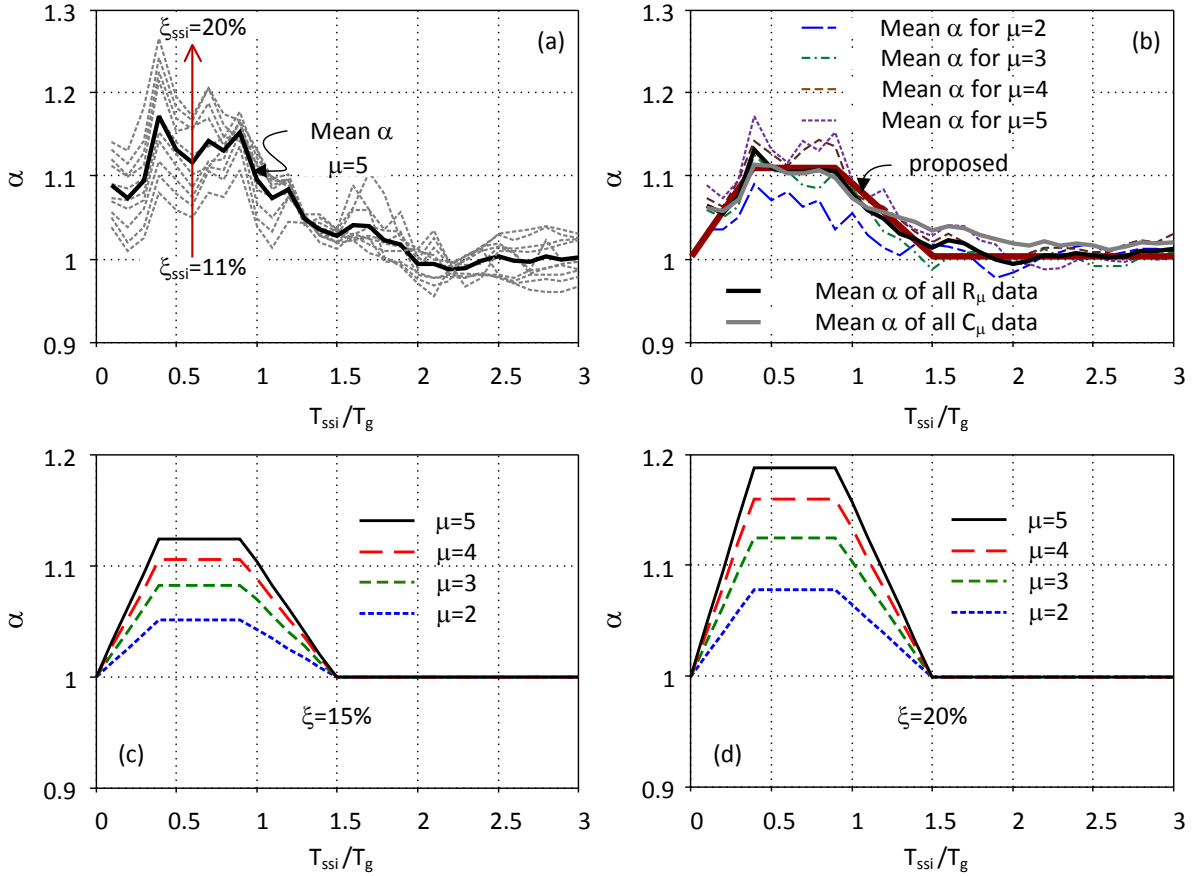 1.3
1.2
1.1
1
0.9
α
ξssi=20%
(a)
Mean α
μ=5
ξssi=11%
0 0.5 1 1.5 2 2.5 3
Tssi/Tg
1.3
1.2
1.1
1
0.9
α
Mean α for μ=2
(b)
Mean α for μ=3
Mean α for μ=4
Mean α for μ=5
proposed
Mean α of all Rμ data
Mean α of all Cμ data
0 0.5 1 1.5 2 2.5 3
Tssi/Tg
1.2
1.1
1
0.9
α
μ=5
μ=4
μ=3
μ=2
ξ=15%
(c)
0 0.5 1 1.5 2 2.5 3
Tssi/Tg
1.2
1.1
1
0.9
α
μ=5
μ=4
μ=3
μ=2
ξ=20%
(d)
0 0.5 1 1.5 2 2.5 3
Tssi/Tg